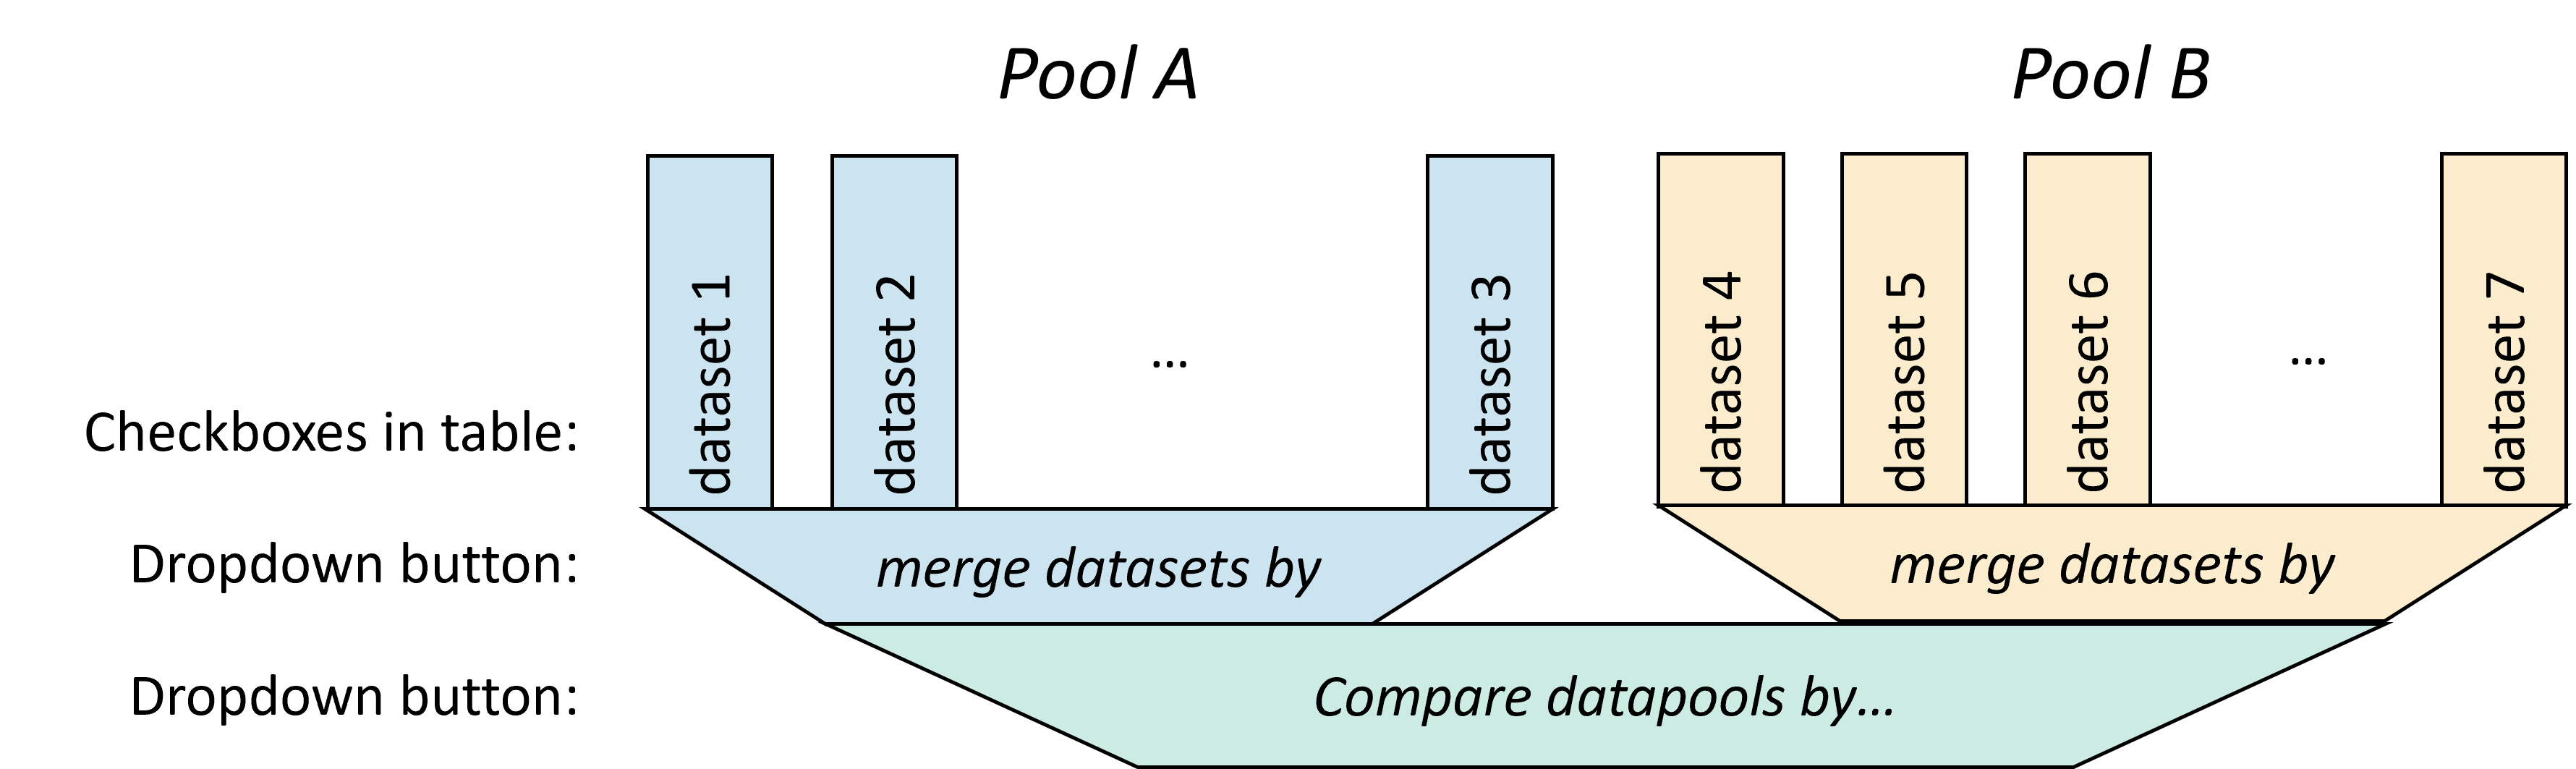 Pool A
Pool B
dataset 1
dataset 2
...
dataset 3
dataset 4
dataset 5
dataset 6
...
dataset 7
Checkboxes in table:
Dropdown button:
merge datasets by
merge datasets by
Dropdown button:
Compare datapools by...